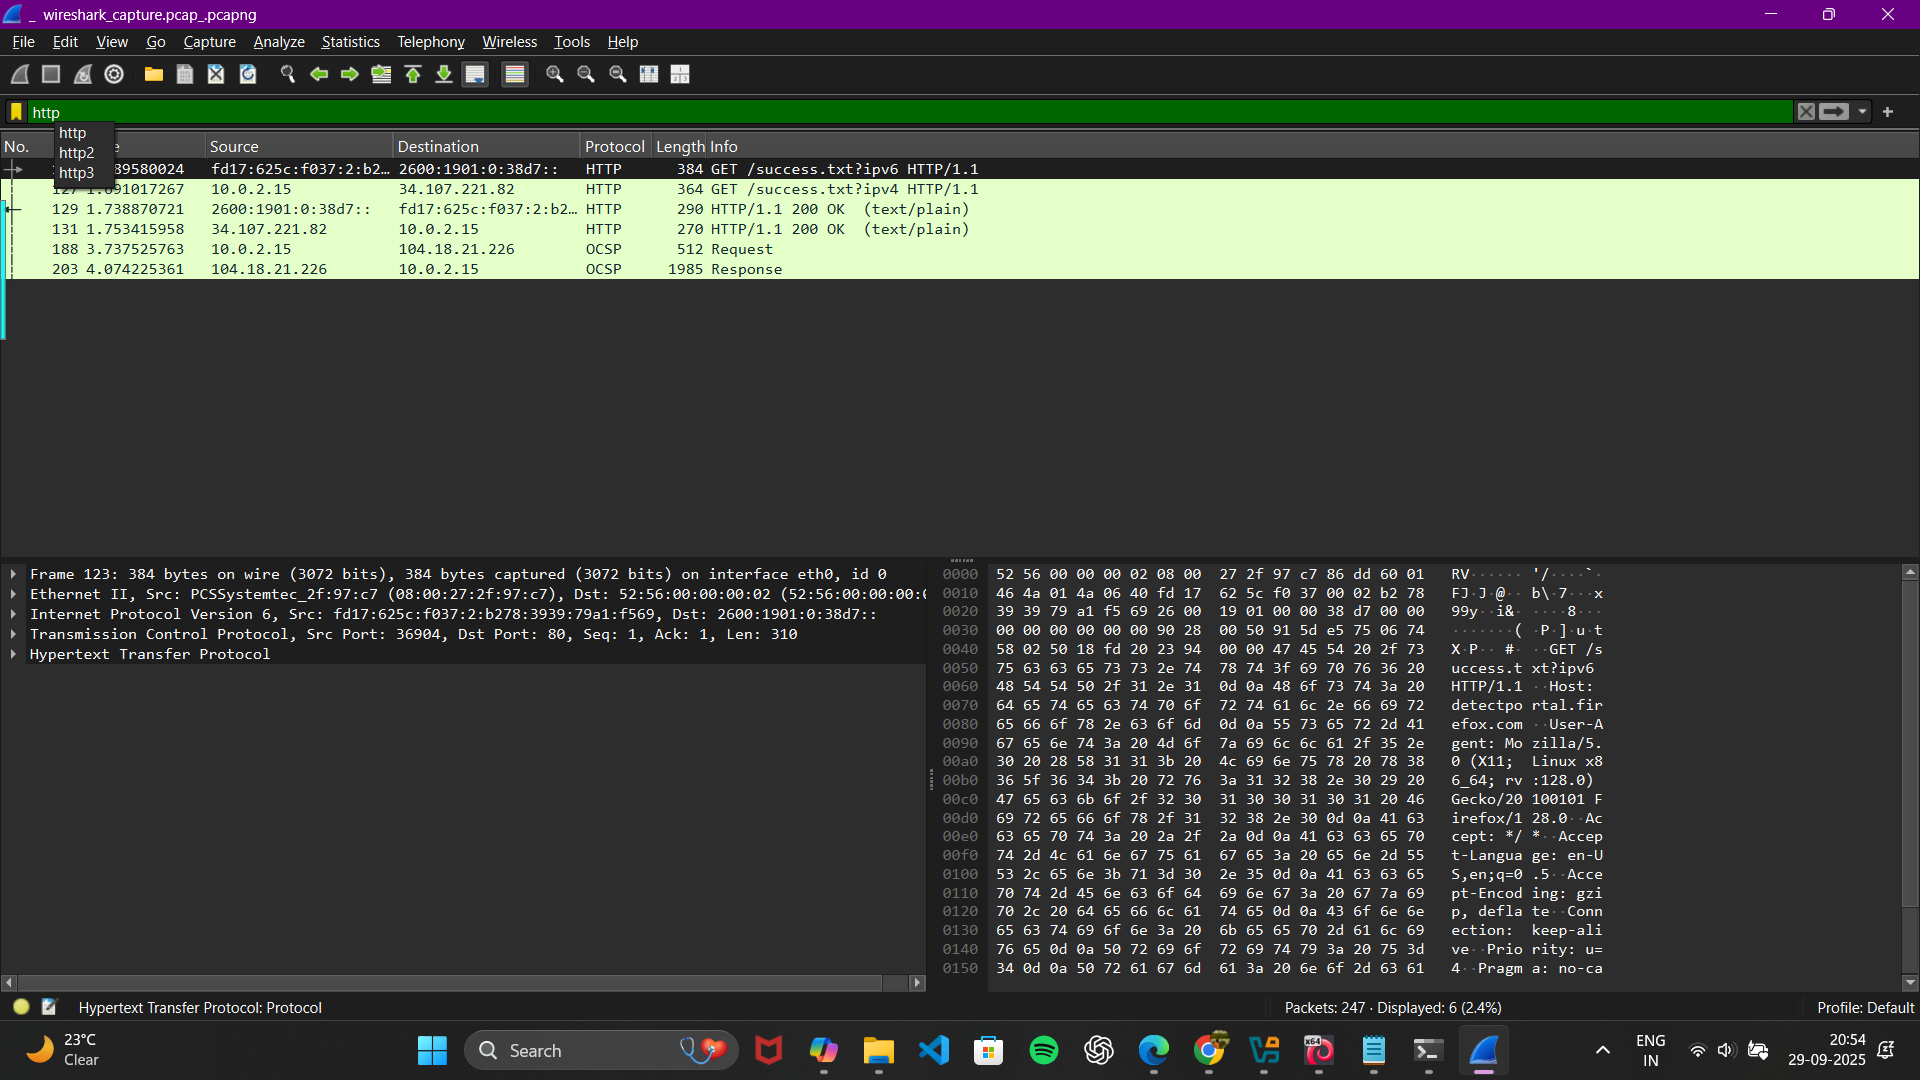 wireshark_capture.pcap_.pcapng
File Edit View Go Capture Analyze Statistics Telephony Wireless Tools Help
http
http
http2
http3
No. Source Destination Protocol Length Info
89580024 fd17:625c:f037:2:b2… 2600:1901:0:38d7:: HTTP 384 GET /success.txt?ipv6 HTTP/1.1
127 1.691017267 10.0.2.15 34.107.221.82 HTTP 364 GET /success.txt?ipv4 HTTP/1.1
129 1.738870721 2600:1901:0:38d7:: fd17:625c:f037:2:b2… HTTP 290 HTTP/1.1 200 OK (text/plain)
131 1.753415958 34.107.221.82 10.0.2.15 HTTP 270 HTTP/1.1 200 OK (text/plain)
188 3.737525763 10.0.2.15 104.18.21.226 OCSP 512 Request
203 4.074225361 104.18.21.226 10.0.2.15 OCSP 1985 Response
Frame 123: 384 bytes on wire (3072 bits), 384 bytes captured (3072 bits) on interface eth0, id 0
Ethernet II, Src: PCSSystemtec_2f:97:c7 (08:00:27:2f:97:c7), Dst: 52:56:00:00:00:02 (52:56:00:00:00:0
Internet Protocol Version 6, Src: fd17:625c:f037:2:b278:3939:79a1:f569, Dst: 2600:1901:0:38d7::
Transmission Control Protocol, Src Port: 36904, Dst Port: 80, Seq: 1, Ack: 1, Len: 310
Hypertext Transfer Protocol
0000 52 56 00 00 00 02 08 00 27 2f 97 c7 86 dd 60 01 RV······ '/····`·
0010 46 4a 01 4a 06 40 fd 17 62 5c f0 37 00 02 b2 78 FJ·J·@·· b\·7···x
0020 39 39 79 a1 f5 69 26 00 19 01 00 00 38 d7 00 00 99y··i&· ····8···
0030 00 00 00 00 00 00 90 28 00 50 91 5d e5 75 06 74 ·······( ·P·]·u·t
0040 58 02 50 18 fd 20 23 94 00 00 47 45 54 20 2f 73 X·P·· #· ··GET /s
0050 75 63 63 65 73 73 2e 74 78 74 3f 69 70 76 36 20 uccess.t xt?ipv6
0060 48 54 54 50 2f 31 2e 31 0d 0a 48 6f 73 74 3a 20 HTTP/1.1 ··Host:
0070 64 65 74 65 63 74 70 6f 72 74 61 6c 2e 66 69 72 detectpo rtal.fir
0080 65 66 6f 78 2e 63 6f 6d 0d 0a 55 73 65 72 2d 41 efox.com ··User-A
0090 67 65 6e 74 3a 20 4d 6f 7a 69 6c 6c 61 2f 35 2e gent: Mo zilla/5.
00a0 30 20 28 58 31 31 3b 20 4c 69 6e 75 78 20 78 38 0 (X11; Linux x8
00b0 36 5f 36 34 3b 20 72 76 3a 31 32 38 2e 30 29 20 6_64; rv :128.0)
00c0 47 65 63 6b 6f 2f 32 30 31 30 30 31 30 31 20 46 Gecko/20 100101 F
00d0 69 72 65 66 6f 78 2f 31 32 38 2e 30 0d 0a 41 63 irefox/1 28.0··Ac
00e0 63 65 70 74 3a 20 2a 2f 2a 0d 0a 41 63 63 65 70 cept: */ *··Accep
00f0 74 2d 4c 61 6e 67 75 61 67 65 3a 20 65 6e 2d 55 t-Langua ge: en-U
0100 53 2c 65 6e 3b 71 3d 30 2e 35 0d 0a 41 63 63 65 S,en;q=0 .5··Acce
0110 70 74 2d 45 6e 63 6f 64 69 6e 67 3a 20 67 7a 69 pt-Encod ing: gzi
0120 70 2c 20 64 65 66 6c 61 74 65 0d 0a 43 6f 6e 6e p, defla te··Conn
0130 65 63 74 69 6f 6e 3a 20 6b 65 65 70 2d 61 6c 69 ection: keep-ali
0140 76 65 0d 0a 50 72 69 6f 72 69 74 79 3a 20 75 3d ve··Prio rity: u=
0150 34 0d 0a 50 72 61 67 6d 61 3a 20 6e 6f 2d 63 61 4··Pragm a: no-ca
Hypertext Transfer Protocol: Protocol Packets: 247 · Displayed: 6 (2.4%) Profile: Default
23°C
Clear
Search
ENG
IN
20:54
29-09-2025